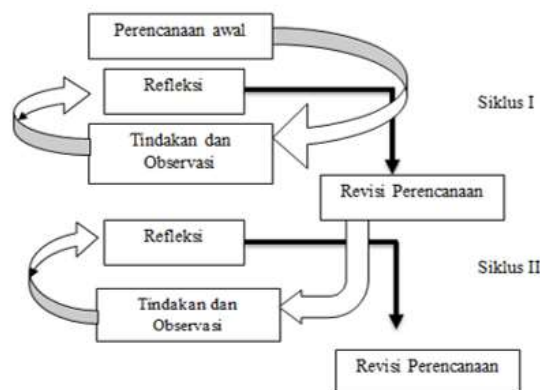 Perencanaan awal
Refleksi
Siklus I
Tindakan dan
Observasi
Revisi Perencanaan
Refleksi
Siklus II
Tindakan dan
Observasi
Revisi Perencanaan